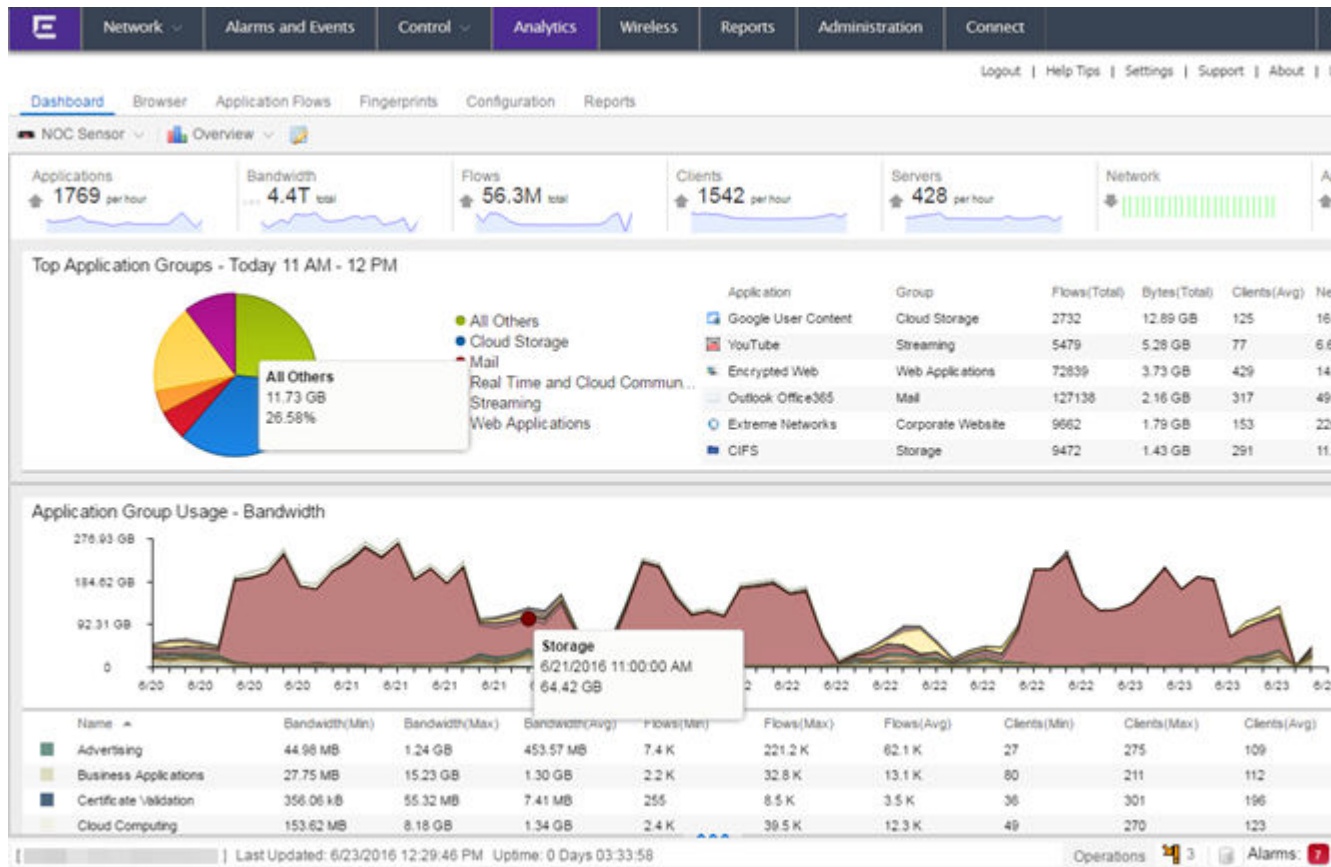 Network Alarms and Events Control Analytics Wireless Reports Administration Connect
Logout | Help Tips | Settings | Support | About |
Dashboard Browser Application Flows Fingerprints Configuration Reports
NOC Sensor Overview
Applications Bandwidth Flows Clients Servers Network A
1769 per hour ... 4.4T total 56.3M total 1542 per hour 428 per hour
Top Application Groups - Today 11 AM - 12 PM
All Others
Cloud Storage
Mail
Real Time and Cloud Commun...
Streaming
Web Applications
All Others
11.73 GB
26.58%
Application Group Flows(Total) Bytes(Total) Clients(Avg) Ne
Google User Content Cloud Storage 2732 12.89 GB 125 16
YouTube Streaming 5479 5.28 GB 77 6.6
Encrypted Web Web Applications 72839 3.73 GB 429 14
Outlook Office365 Mail 127138 2.16 GB 317 49
Extreme Networks Corporate Website 9662 1.79 GB 153 22
CIFS Storage 9472 1.43 GB 291 11.
Application Group Usage - Bandwidth
276.93 GB
184.62 GB
92.31 GB
0
Storage
6/21/2016 11:00:00 AM
64.42 GB
6/20 6/20 6/20 6/20 6/21 6/21 6/21 6/21 2 6/22 6/22 6/22 6/22 6/22 6/22 6/22 6/23 6/23 6/23 6/2
Name Bandwidth(Min) Bandwidth(Max) Bandwidth(Avg) Flows(Min) Flows(Max) Flows(Avg) Clients(Min) Clients(Max) Clients(Avg)
Advertising 44.98 MB 1.24 GB 453.57 MB 7.4 K 221.2 K 62.1 K 27 275 109
Business Applications 27.75 MB 15.23 GB 1.30 GB 2.2 K 32.8 K 13.1 K 80 211 112
Certificate Validation 356.06 kB 55.32 MB 7.41 MB 255 8.5 K 3.5 K 36 301 196
Cloud Computing 153.62 MB 8.18 GB 1.34 GB 2.4 K 39.5 K 12.3 K 49 270 123
[ ] Last Updated: 6/23/2016 12:29:46 PM Uptime: 0 Days 03:33:58 Operations 3 Alarms: 7